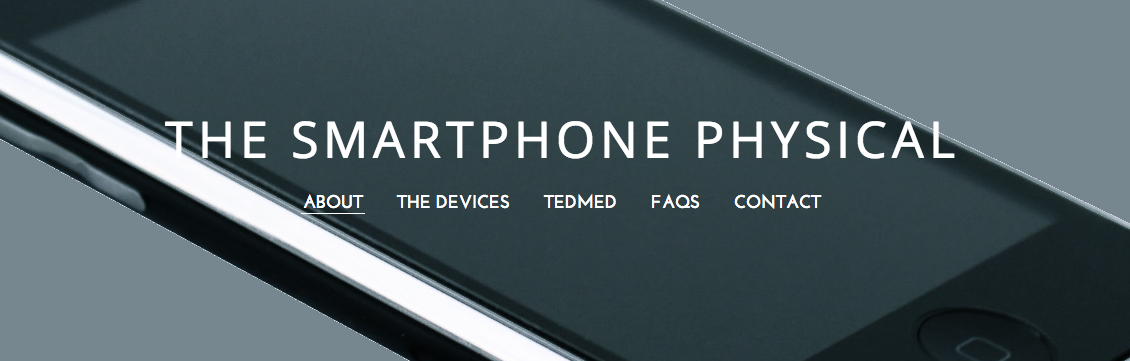 THE SMARTPHONE PHYSICAL
ABOUT THE DEVICES TEDMED FAQS CONTACT